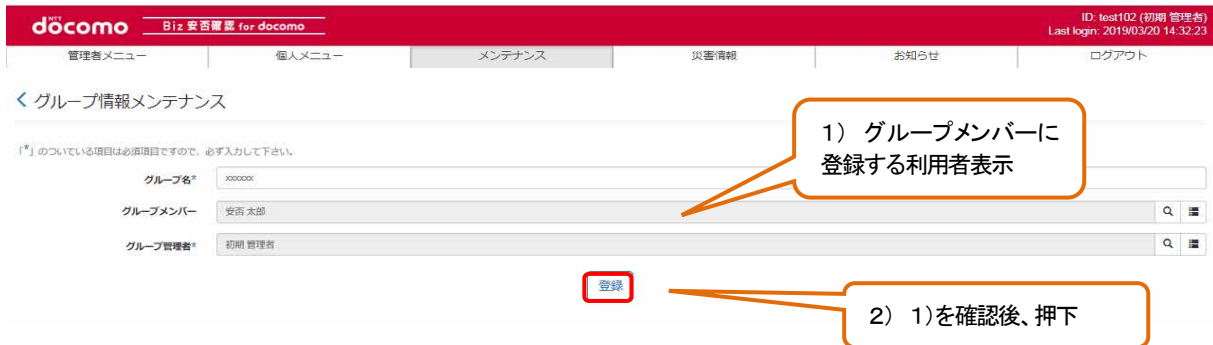 NTT
döcomo Biz 安否確認 for docomo
ID: test102 (初期 管理者)
Last login: 2019/03/20 14:32:23
管理者メニュー 個人メニュー メンテナンス 災害情報 お知らせ ログアウト
グループ情報メンテナンス
「*」のついている項目は必須項目ですので、必ず入力して下さい。
1) グループメンバーに
登録する利用者表示
グループ名* xxxxxx
グループメンバー 安否 太郎
グループ管理者* 初期 管理者
登録
2) 1)を確認後、押下